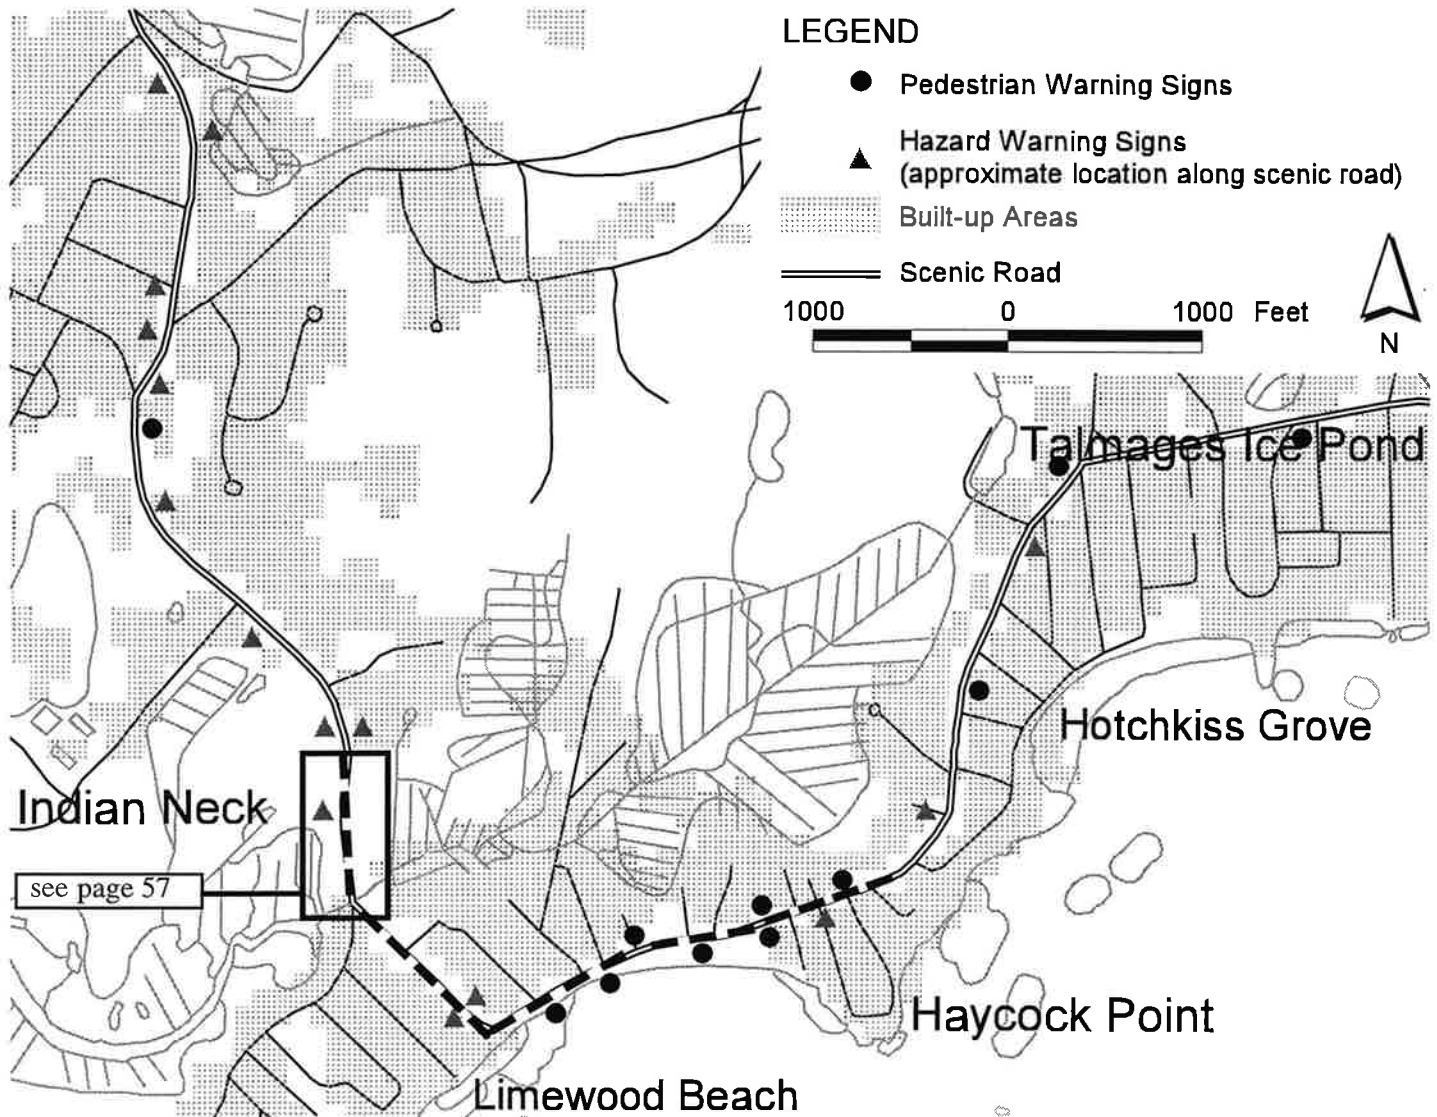 LEGEND
Pedestrian Warning Signs
Hazard Warning Signs
(approximate location along scenic road)
Built-up Areas
Scenic Road
1000 0 1000 Feet
N
Talmages Ice Pond
Hotchkiss Grove
Indian Neck
see page 57
Haycock Point
Limewood Beach